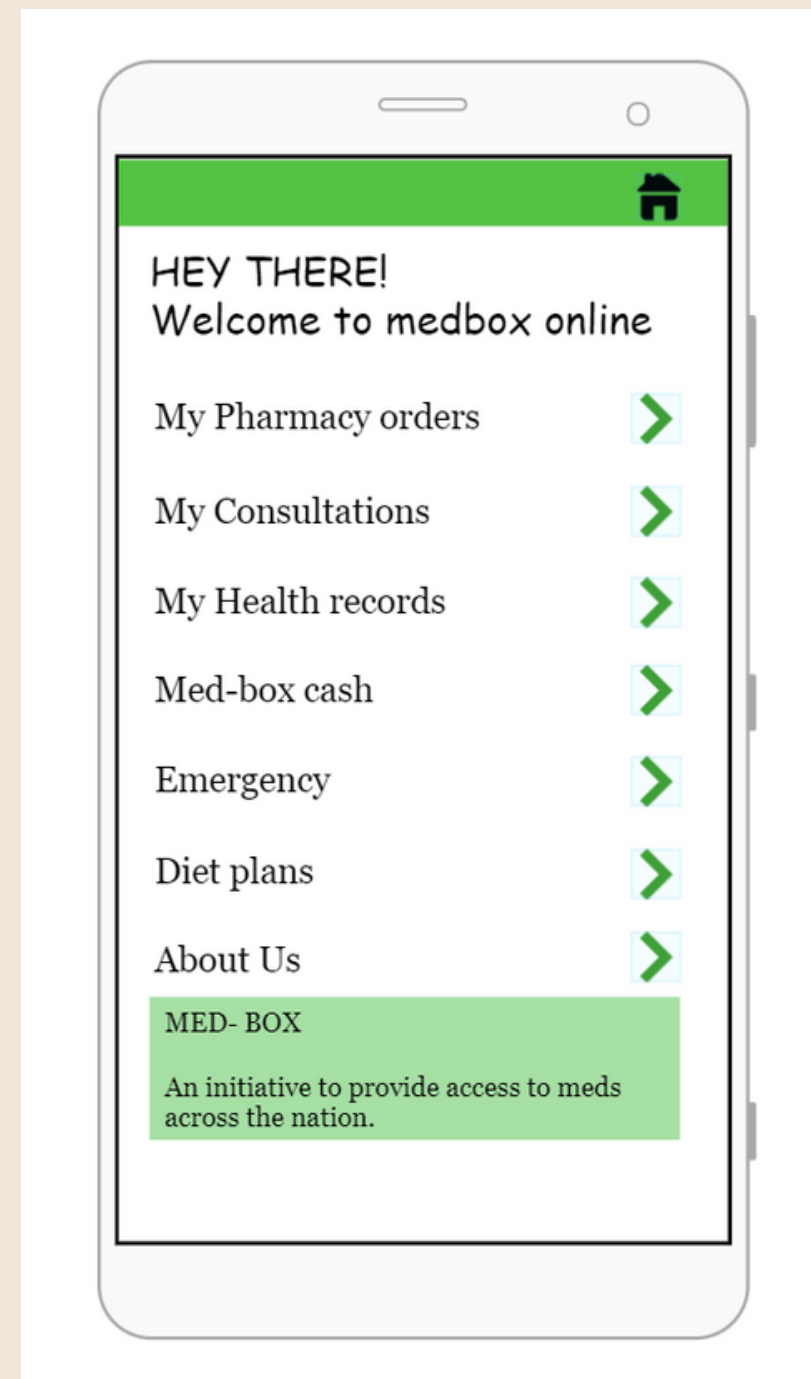 HEY THERE!
Welcome to medbox online
My Pharmacy orders
My Consultations
My Health records
Med-box cash
Emergency
Diet plans
About Us
MED- BOX
An initiative to provide access to meds
across the nation.